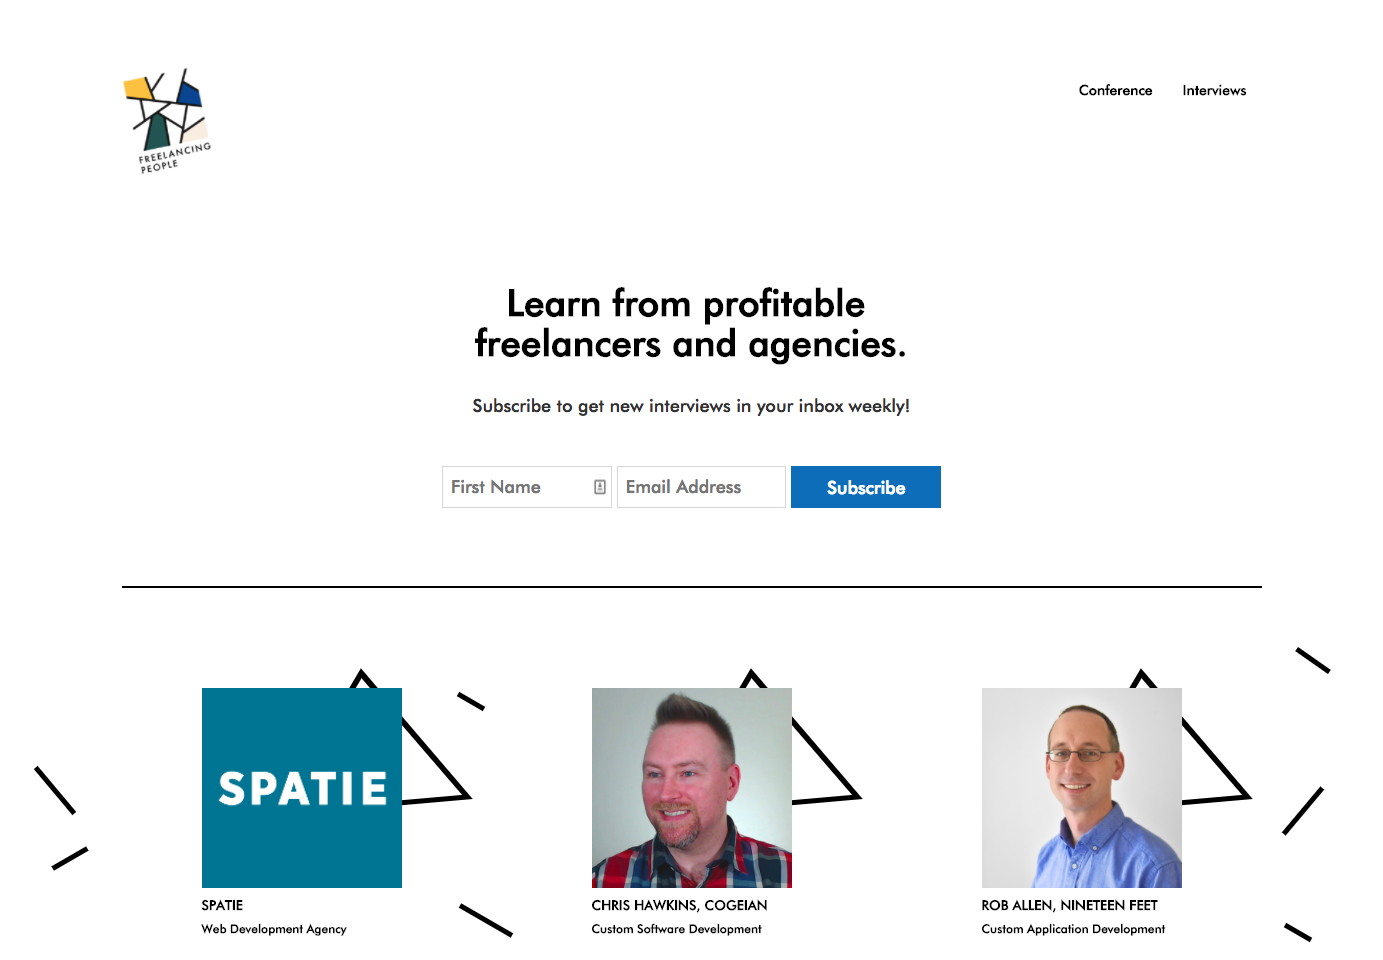 FREELANCING
PEOPLE
Conference
Interviews
Learn from profitable
freelancers and agencies.
Subscribe to get new interviews in your inbox weekly!
First Name
Email Address
Subscribe
SPATIE
SPATIE
Web Development Agency
CHRIS HAWKINS, COGEIAN
Custom Software Development
ROB ALLEN, NINETEEN FEET
Custom Application Development